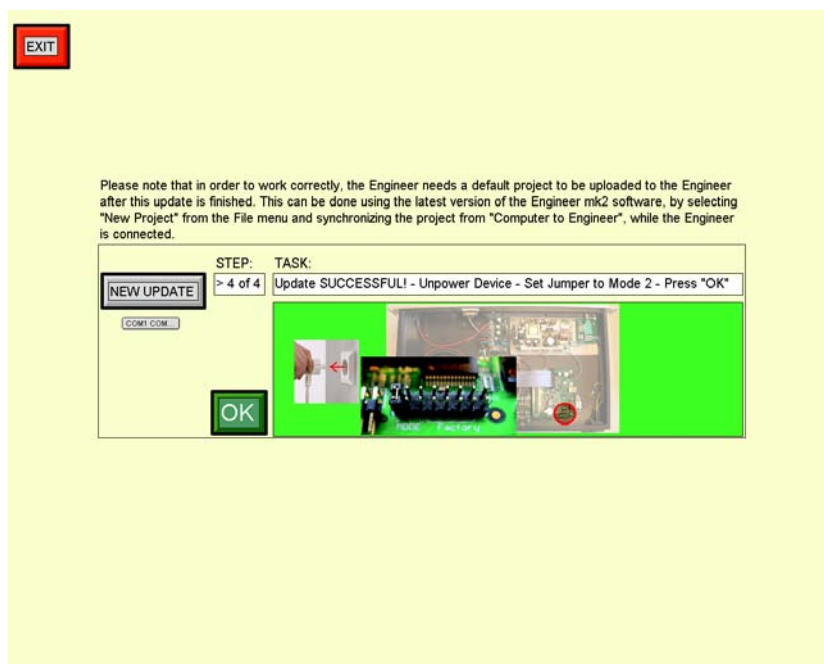 EXIT
Please note that in order to work correctly, the Engineer needs a default project to be uploaded to the Engineer
after this update is finished. This can be done using the latest version of the Engineer mk2 software, by selecting
"New Project" from the File menu and synchronizing the project from "Computer to Engineer", while the Engineer
is connected.
STEP: TASK:
NEW UPDATE > 4 of 4 Update SUCCESSFUL! - Unpower Device - Set Jumper to Mode 2 - Press "OK"
COM1 COM...
OK
MODE Factory